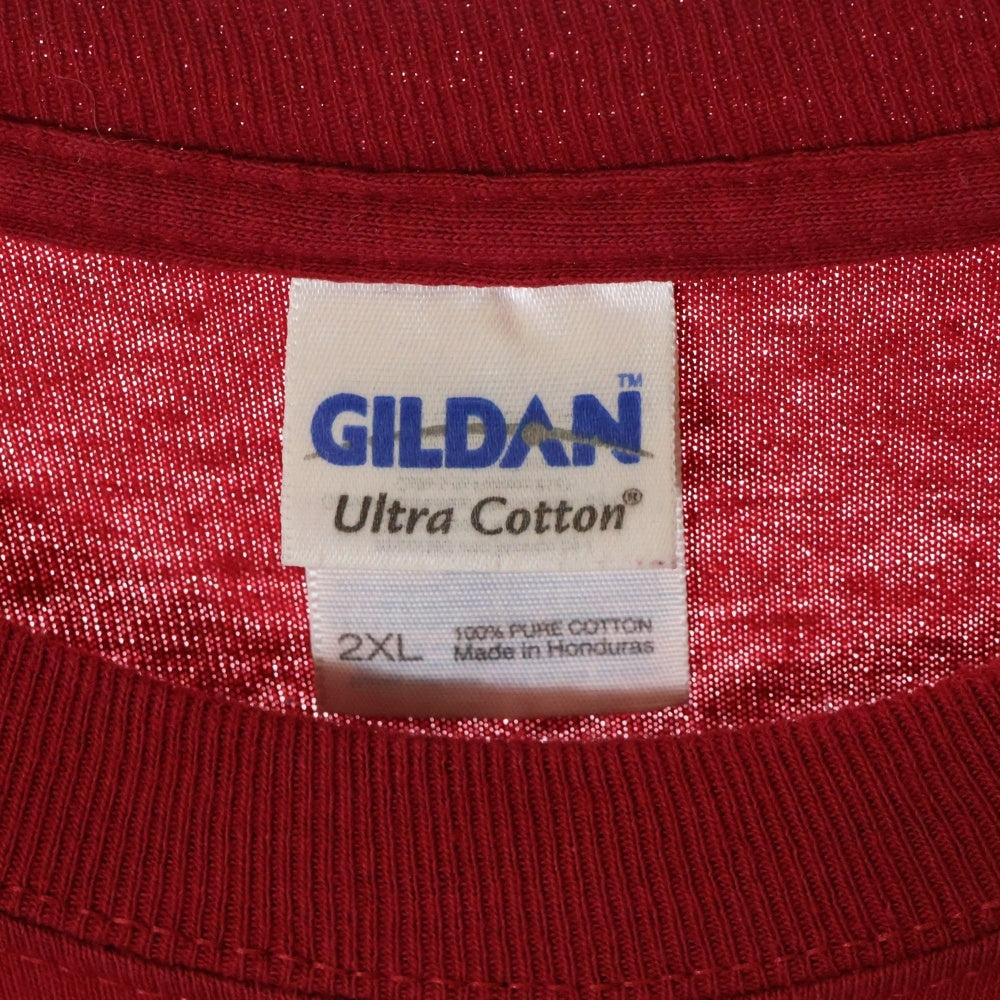 GILDAN™
Ultra Cotton®
2XL
100% PURE COTTON
Made in Honduras